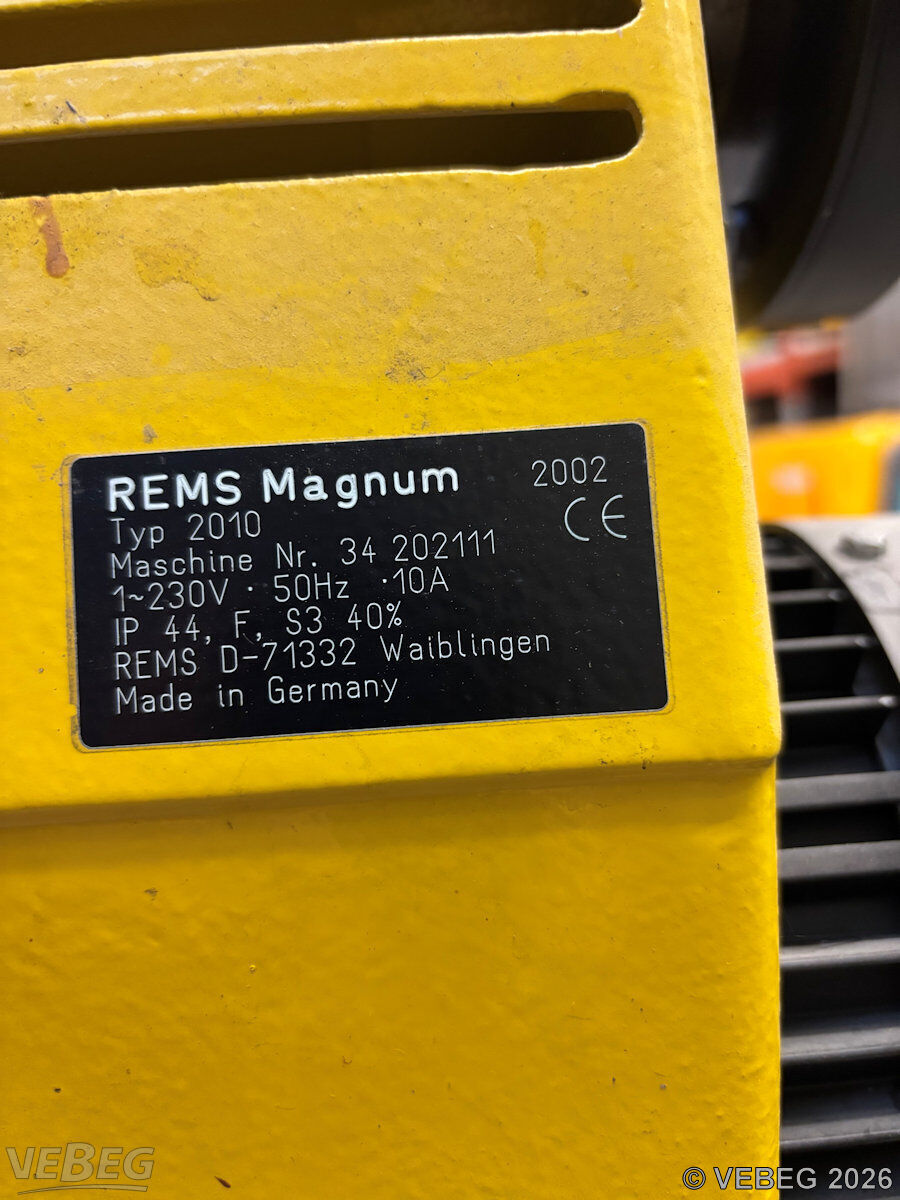 REMS Magnum 2002
Typ 2010 CE
Maschine Nr. 34 202111
1~230V · 50Hz ·10A
IP 44, F, S3 40%
REMS D-71332 Waiblingen
Made in Germany
VEBEG
© VEBEG 2026